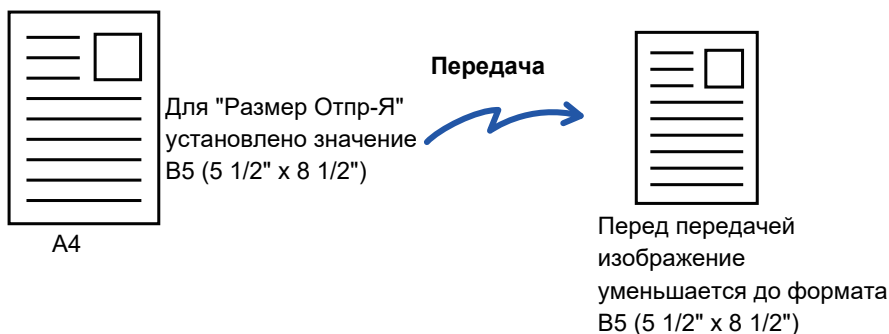 Передача
Для "Размер Отпр-Я"
установлено значение
B5 (5 1/2" x 8 1/2")
A4
Перед передачей
изображение
уменьшается до формата
B5 (5 1/2" x 8 1/2")